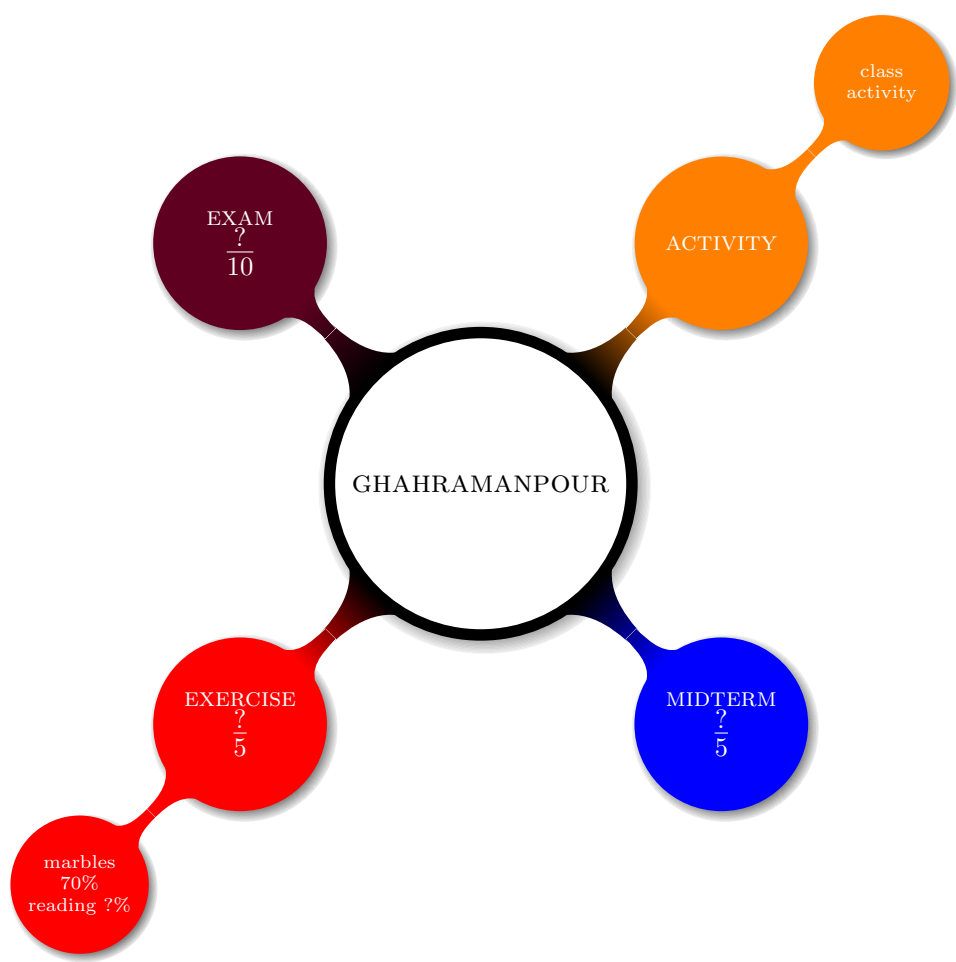 class
activity
EXAM
?
10
ACTIVITY
GHAHRAMANPOUR
EXERCISE
?
5
MIDTERM
?
5
marbles
70%
reading ?%